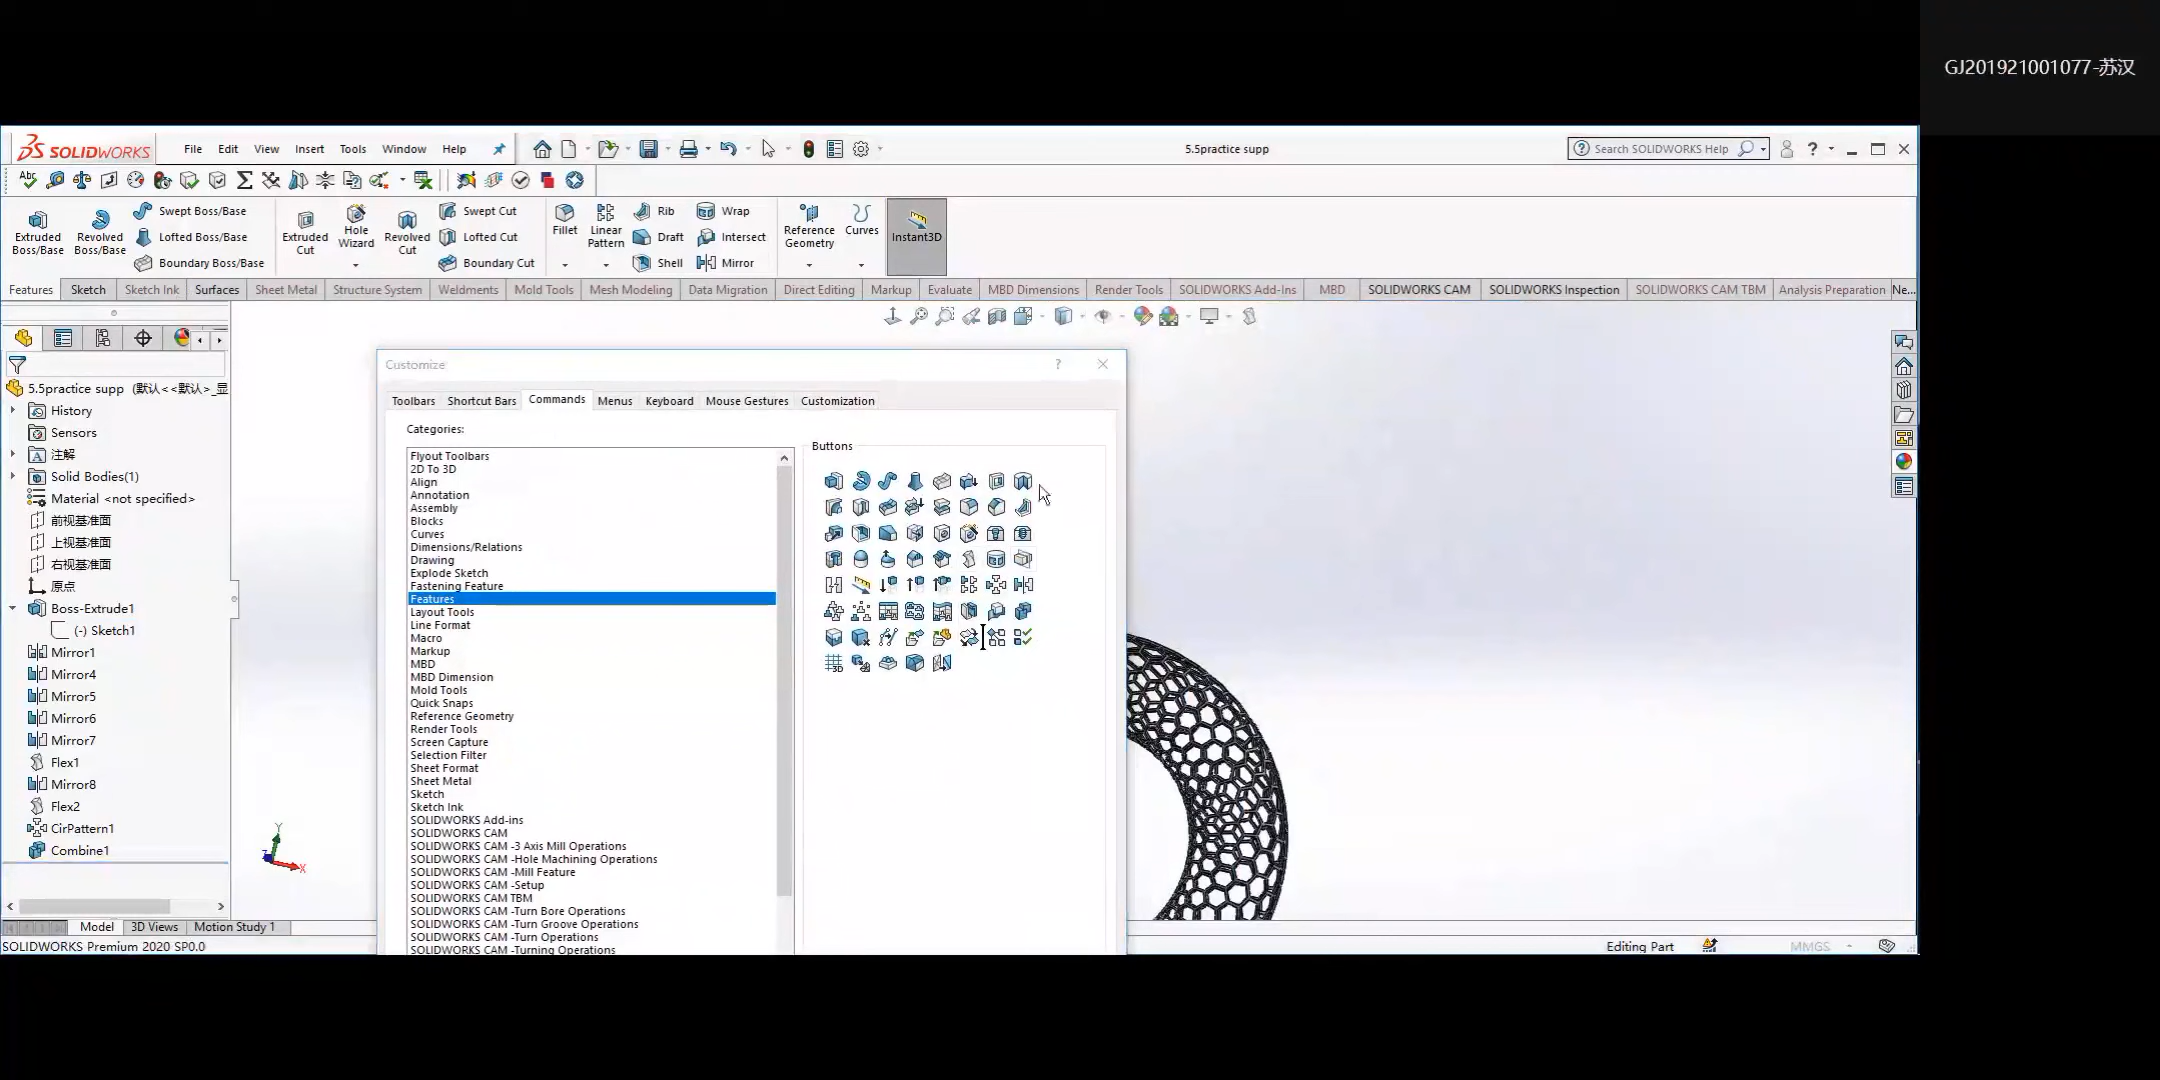 GJ201921001077-苏汉
SOLIDWORKS File Edit View Insert Tools Window Help 5.5practice supp Search SOLIDWORKS Help
Extruded Boss/Base
Revolved Boss/Base
Swept Boss/Base
Lofted Boss/Base
Boundary Boss/Base
Extruded Cut
Hole Wizard
Revolved Cut
Swept Cut
Lofted Cut
Boundary Cut
Fillet
Linear Pattern
Rib
Draft
Shell
Wrap
Intersect
Mirror
Reference Geometry
Curves
Instant3D
Features Sketch Sketch Ink Surfaces Sheet Metal Structure System Weldments Mold Tools Mesh Modeling Data Migration Direct Editing Markup Evaluate MBD Dimensions Render Tools SOLIDWORKS Add-Ins MBD SOLIDWORKS CAM SOLIDWORKS Inspection SOLIDWORKS CAM TBM Analysis Preparation Ne...
5.5practice supp (默认<<默认>_显
History
Sensors
注解
Solid Bodies(1)
Material <not specified>
前视基准面
上视基准面
右视基准面
原点
Boss-Extrude1
(-) Sketch1
Mirror1
Mirror4
Mirror5
Mirror6
Mirror7
Flex1
Mirror8
Flex2
CirPattern1
Combine1
Customize
Toolbars Shortcut Bars Commands Menus Keyboard Mouse Gestures Customization
Categories:
Buttons
Flyout Toolbars
2D To 3D
Align
Annotation
Assembly
Blocks
Curves
Dimensions/Relations
Drawing
Explode Sketch
Fastening Feature
Features
Layout Tools
Line Format
Macro
Markup
MBD
MBD Dimension
Mold Tools
Quick Snaps
Reference Geometry
Render Tools
Screen Capture
Selection Filter
Sheet Format
Sheet Metal
Sketch
Sketch Ink
SOLIDWORKS Add-ins
SOLIDWORKS CAM
SOLIDWORKS CAM -3 Axis Mill Operations
SOLIDWORKS CAM -Hole Machining Operations
SOLIDWORKS CAM -Mill Feature
SOLIDWORKS CAM -Setup
SOLIDWORKS CAM TBM
SOLIDWORKS CAM -Turn Bore Operations
SOLIDWORKS CAM -Turn Groove Operations
SOLIDWORKS CAM -Turn Operations
SOLIDWORKS CAM -Turning Operations
Y
X
Model 3D Views Motion Study 1
SOLIDWORKS Premium 2020 SP0.0 Editing Part MMGS